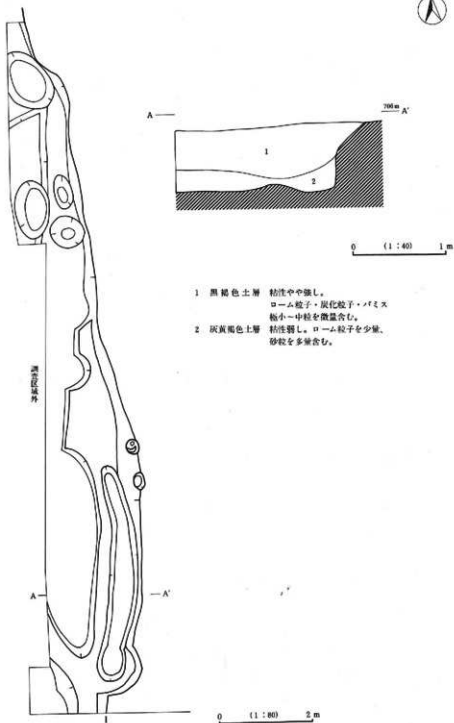 A
706m A'
1
2
0 (1:40) 1m
1 黒褐色土層 粘性やや強し。
ローム粒子・炭化粒子・パミス
極小~中粒を微量含む。
2 灰黄褐色土層 粘性弱し。ローム粒子を少量、
砂粒を多量含む。
調査区域外
A
A'
0 (1:80) 2m